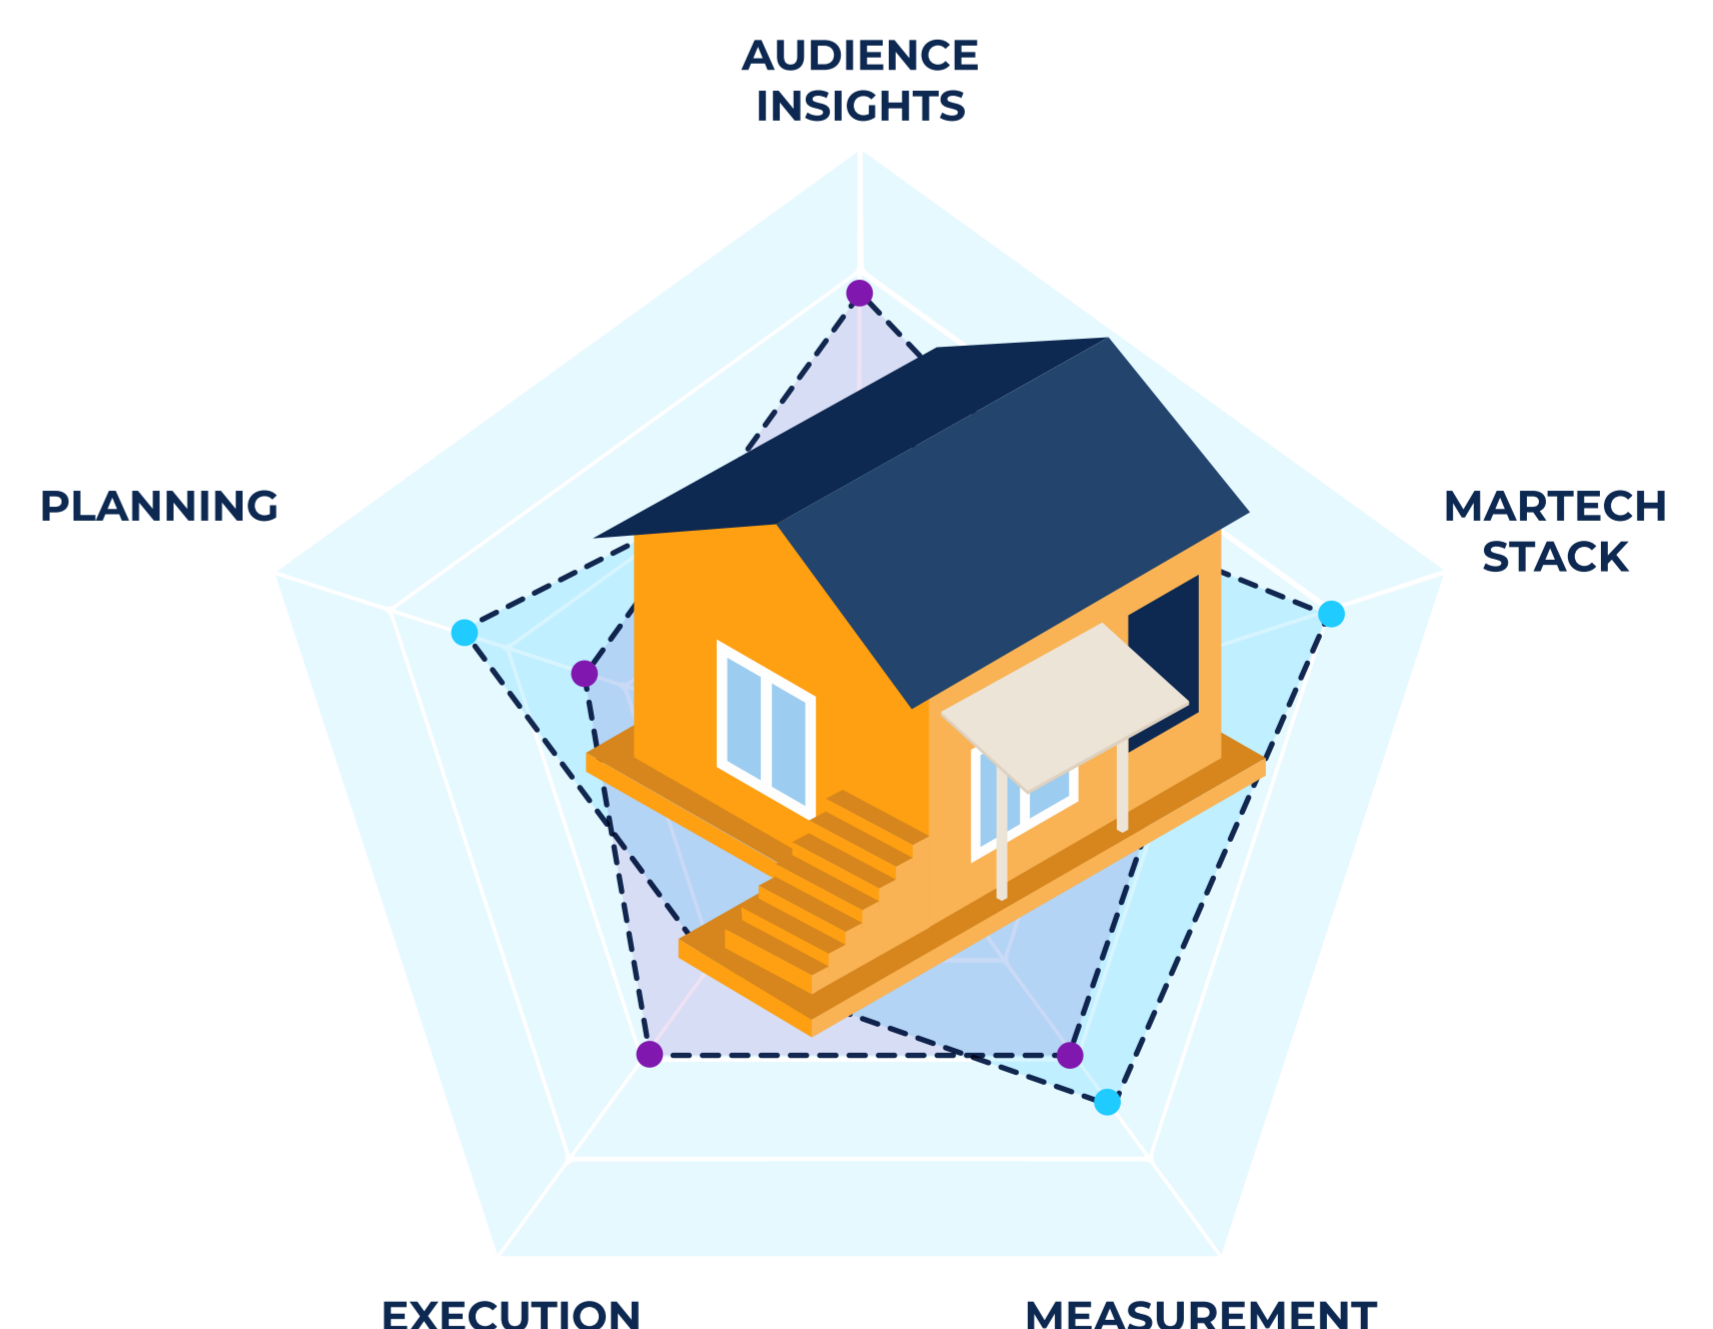 AUDIENCE
INSIGHTS
PLANNING
MARTECH
STACK
EXECUTION
MEASUREMENT